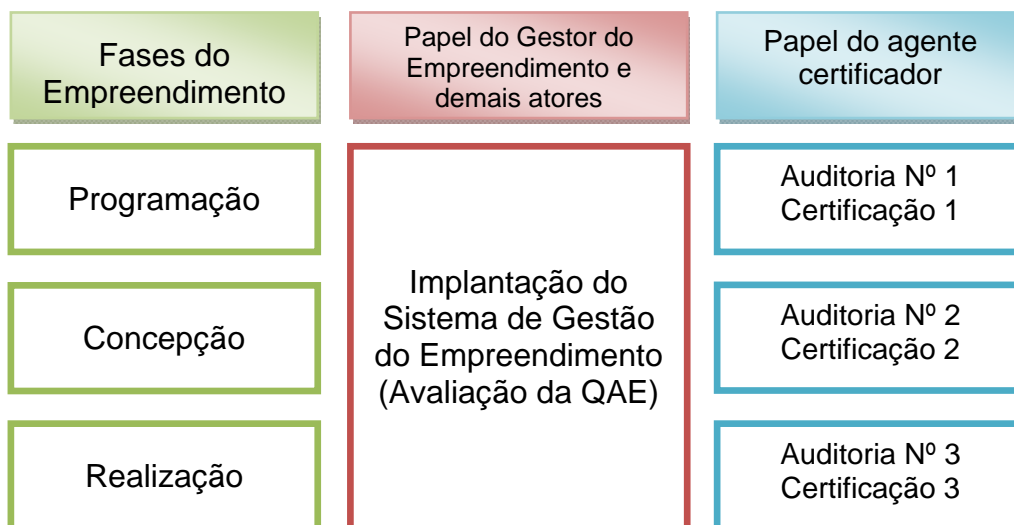 Fases do
Empreendimento
Papel do Gestor do
Empreendimento e
demais atores
Papel do agente
certificador
Programação
Concepção
Realização
Implantação do
Sistema de Gestão
do Empreendimento
(Avaliação da QAE)
Auditoria Nº 1
Certificação 1
Auditoria Nº 2
Certificação 2
Auditoria Nº 3
Certificação 3